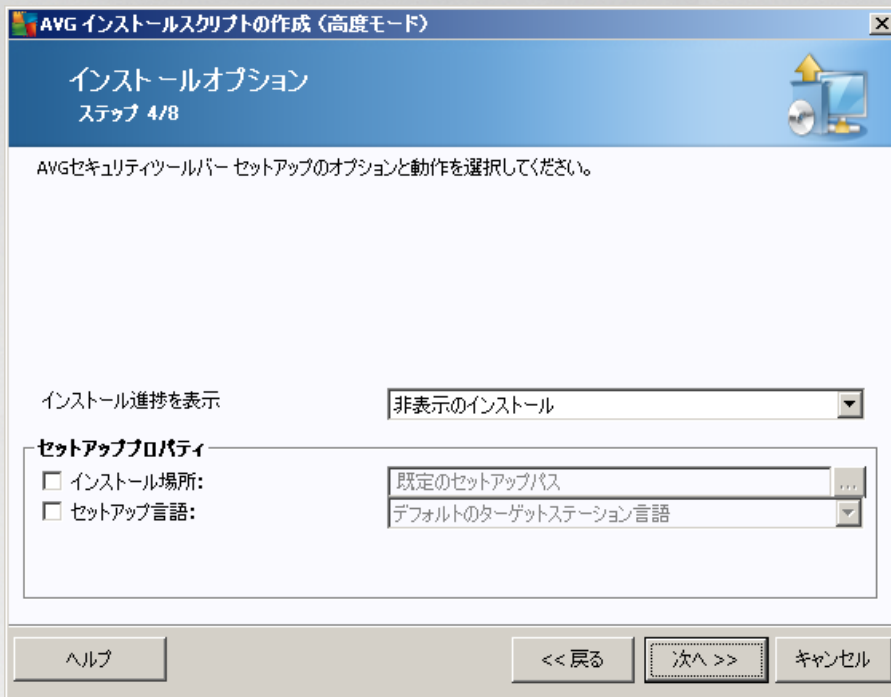 AVG インストールスクリプトの作成（高度モード）
インストールオプション
ステップ 4/8
AVGセキュリティツールバー セットアップのオプションと動作を選択してください。
インストール進捗を表示
非表示のインストール
セットアッププロパティ
インストール場所:
既定のセットアップパス
...
セットアップ言語:
デフォルトのターゲットステーション言語
ヘルプ
<< 戻る
次へ >>
キャンセル